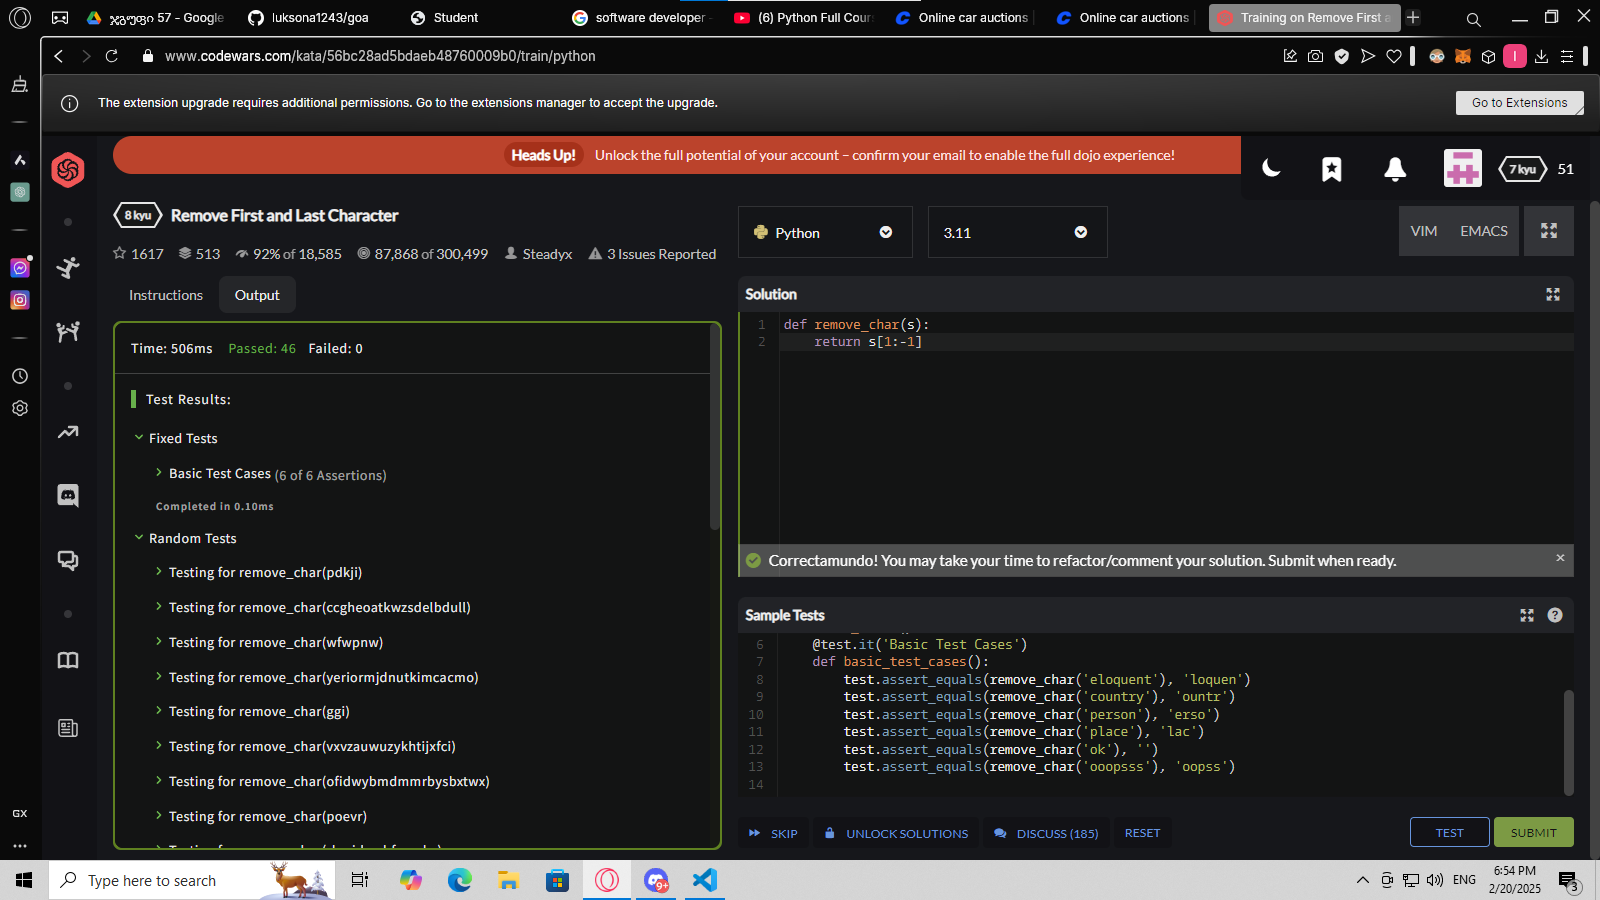 ჯგუფი 57 - Google
luksona1243/goa
Student
software developer
(6) Python Full Cour
Online car auctions
Online car auctions
Training on Remove First a
www.codewars.com/kata/56bc28ad5bdaeb48760009b0/train/python
The extension upgrade requires additional permissions. Go to the extensions manager to accept the upgrade.
Go to Extensions
Heads Up! Unlock the full potential of your account – confirm your email to enable the full dojo experience!
7 kyu 51
8 kyu Remove First and Last Character
1617 513 92% of 18,585 87,868 of 300,499 Steadyx 3 Issues Reported
Instructions Output
Time: 506ms Passed: 46 Failed: 0
Test Results:
Fixed Tests
Basic Test Cases (6 of 6 Assertions)
Completed in 0.10ms
Random Tests
Testing for remove_char(pdkji)
Testing for remove_char(ccgheoatkwzsdelbdull)
Testing for remove_char(wfwpnw)
Testing for remove_char(yeriormjdnutkimcacmo)
Testing for remove_char(ggi)
Testing for remove_char(vxvzauwuzykhtijxfci)
Testing for remove_char(ofidwybmdmmrbysbxtwx)
Testing for remove_char(poevr)
Python
3.11
VIM EMACS
Solution
1 def remove_char(s):
2 return s[1:-1]
Correctamundo! You may take your time to refactor/comment your solution. Submit when ready.
Sample Tests
6 @test.it('Basic Test Cases')
7 def basic_test_cases():
8 test.assert_equals(remove_char('eloquent'), 'loquen')
9 test.assert_equals(remove_char('country'), 'ountr')
10 test.assert_equals(remove_char('person'), 'erso')
11 test.assert_equals(remove_char('place'), 'lac')
12 test.assert_equals(remove_char('ok'), '')
13 test.assert_equals(remove_char('ooopsss'), 'oopss')
14
SKIP UNLOCK SOLUTIONS DISCUSS (185) RESET TEST SUBMIT
GX
Type here to search
9+
ENG
6:54 PM
2/20/2025
3